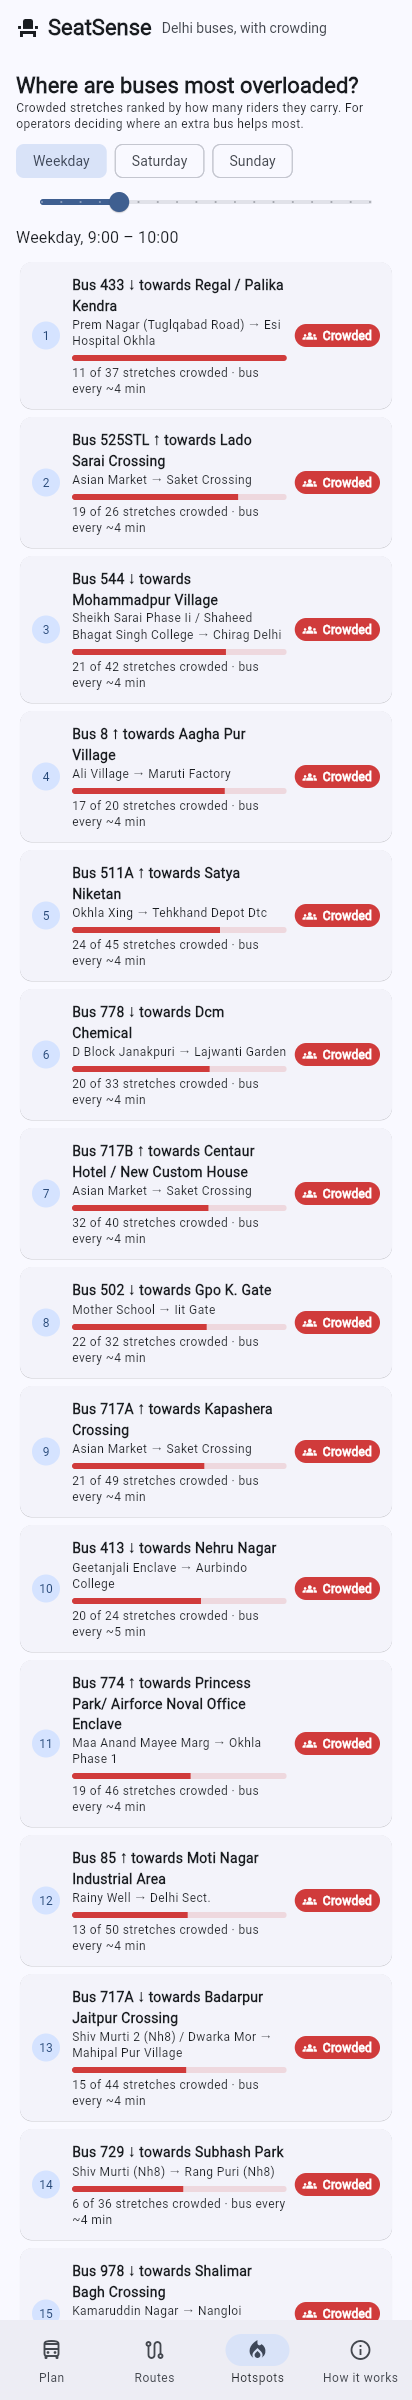 SeatSense Delhi buses, with crowding
Where are buses most overloaded?
Crowded stretches ranked by how many riders they carry. For
operators deciding where an extra bus helps most.
Weekday Saturday Sunday
Weekday, 9:00 – 10:00
1
Bus 433 ↓ towards Regal / Palika
Kendra
Prem Nagar (Tuglqabad Road) → Esi
Hospital Okhla
11 of 37 stretches crowded · bus
every ~4 min
Crowded
2
Bus 525STL ↑ towards Lado
Sarai Crossing
Asian Market → Saket Crossing
19 of 26 stretches crowded · bus
every ~4 min
Crowded
3
Bus 544 ↓ towards
Mohammadpur Village
Sheikh Sarai Phase Ii / Shaheed
Bhagat Singh College → Chirag Delhi
21 of 42 stretches crowded · bus
every ~4 min
Crowded
4
Bus 8 ↑ towards Aagha Pur
Village
Ali Village → Maruti Factory
17 of 20 stretches crowded · bus
every ~4 min
Crowded
5
Bus 511A ↑ towards Satya
Niketan
Okhla Xing → Tehkhand Depot Dtc
24 of 45 stretches crowded · bus
every ~4 min
Crowded
6
Bus 778 ↓ towards Dcm
Chemical
D Block Janakpuri → Lajwanti Garden
20 of 33 stretches crowded · bus
every ~4 min
Crowded
7
Bus 717B ↑ towards Centaur
Hotel / New Custom House
Asian Market → Saket Crossing
32 of 40 stretches crowded · bus
every ~4 min
Crowded
8
Bus 502 ↓ towards Gpo K. Gate
Mother School → Iit Gate
22 of 32 stretches crowded · bus
every ~4 min
Crowded
9
Bus 717A ↑ towards Kapashera
Crossing
Asian Market → Saket Crossing
21 of 49 stretches crowded · bus
every ~4 min
Crowded
10
Bus 413 ↓ towards Nehru Nagar
Geetanjali Enclave → Aurbindo
College
20 of 24 stretches crowded · bus
every ~5 min
Crowded
11
Bus 774 ↑ towards Princess
Park/ Airforce Noval Office
Enclave
Maa Anand Mayee Marg → Okhla
Phase 1
19 of 46 stretches crowded · bus
every ~4 min
Crowded
12
Bus 85 ↑ towards Moti Nagar
Industrial Area
Rainy Well → Delhi Sect.
13 of 50 stretches crowded · bus
every ~4 min
Crowded
13
Bus 717A ↓ towards Badarpur
Jaitpur Crossing
Shiv Murti 2 (Nh8) / Dwarka Mor →
Mahipal Pur Village
15 of 44 stretches crowded · bus
every ~4 min
Crowded
14
Bus 729 ↓ towards Subhash Park
Shiv Murti (Nh8) → Rang Puri (Nh8)
6 of 36 stretches crowded · bus every
~4 min
Crowded
15
Bus 978 ↓ towards Shalimar
Bagh Crossing
Kamaruddin Nagar → Nangloi
Crowded
Plan Routes Hotspots How it works